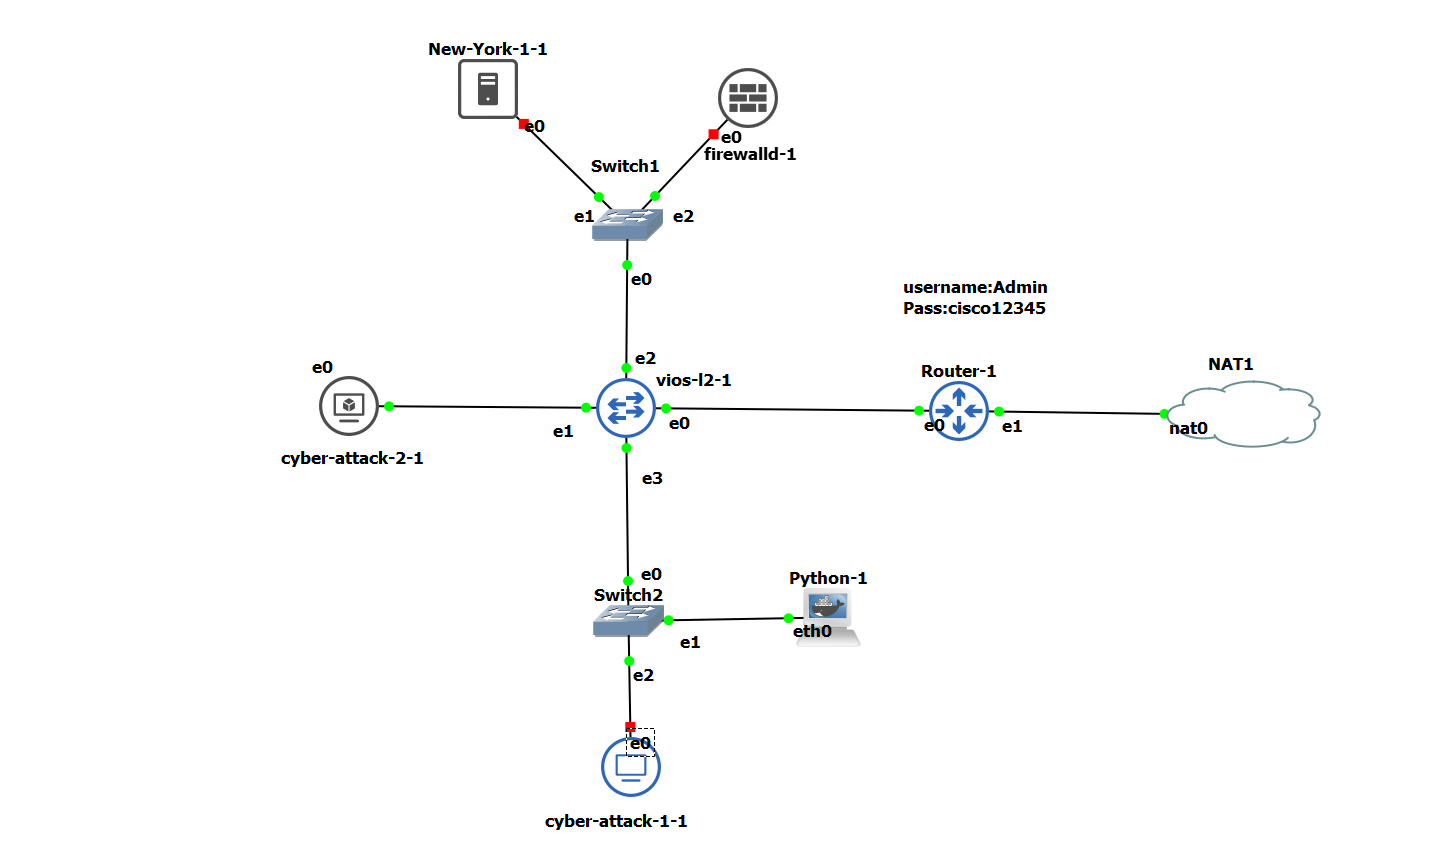 New-York-1-1
e0
e0
firewalld-1
Switch1
e1
e2
e0
username:Admin
Pass:cisco12345
e2
e0
vios-l2-1
Router-1
NAT1
e1
e0
e0
e1
nat0
cyber-attack-2-1
e3
e0
Switch2
Python-1
eth0
e1
e2
e0
cyber-attack-1-1